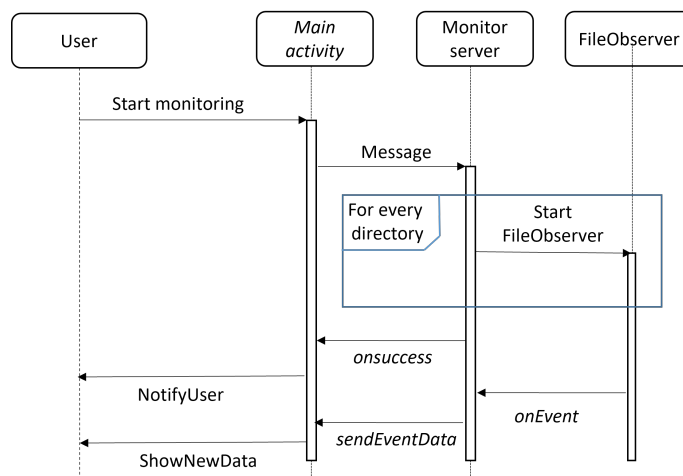 User
Main
activity
Monitor
server
FileObserver
Start monitoring
Message
For every
directory
Start
FileObserver
onsuccess
NotifyUser
onEvent
sendEventData
ShowNewData